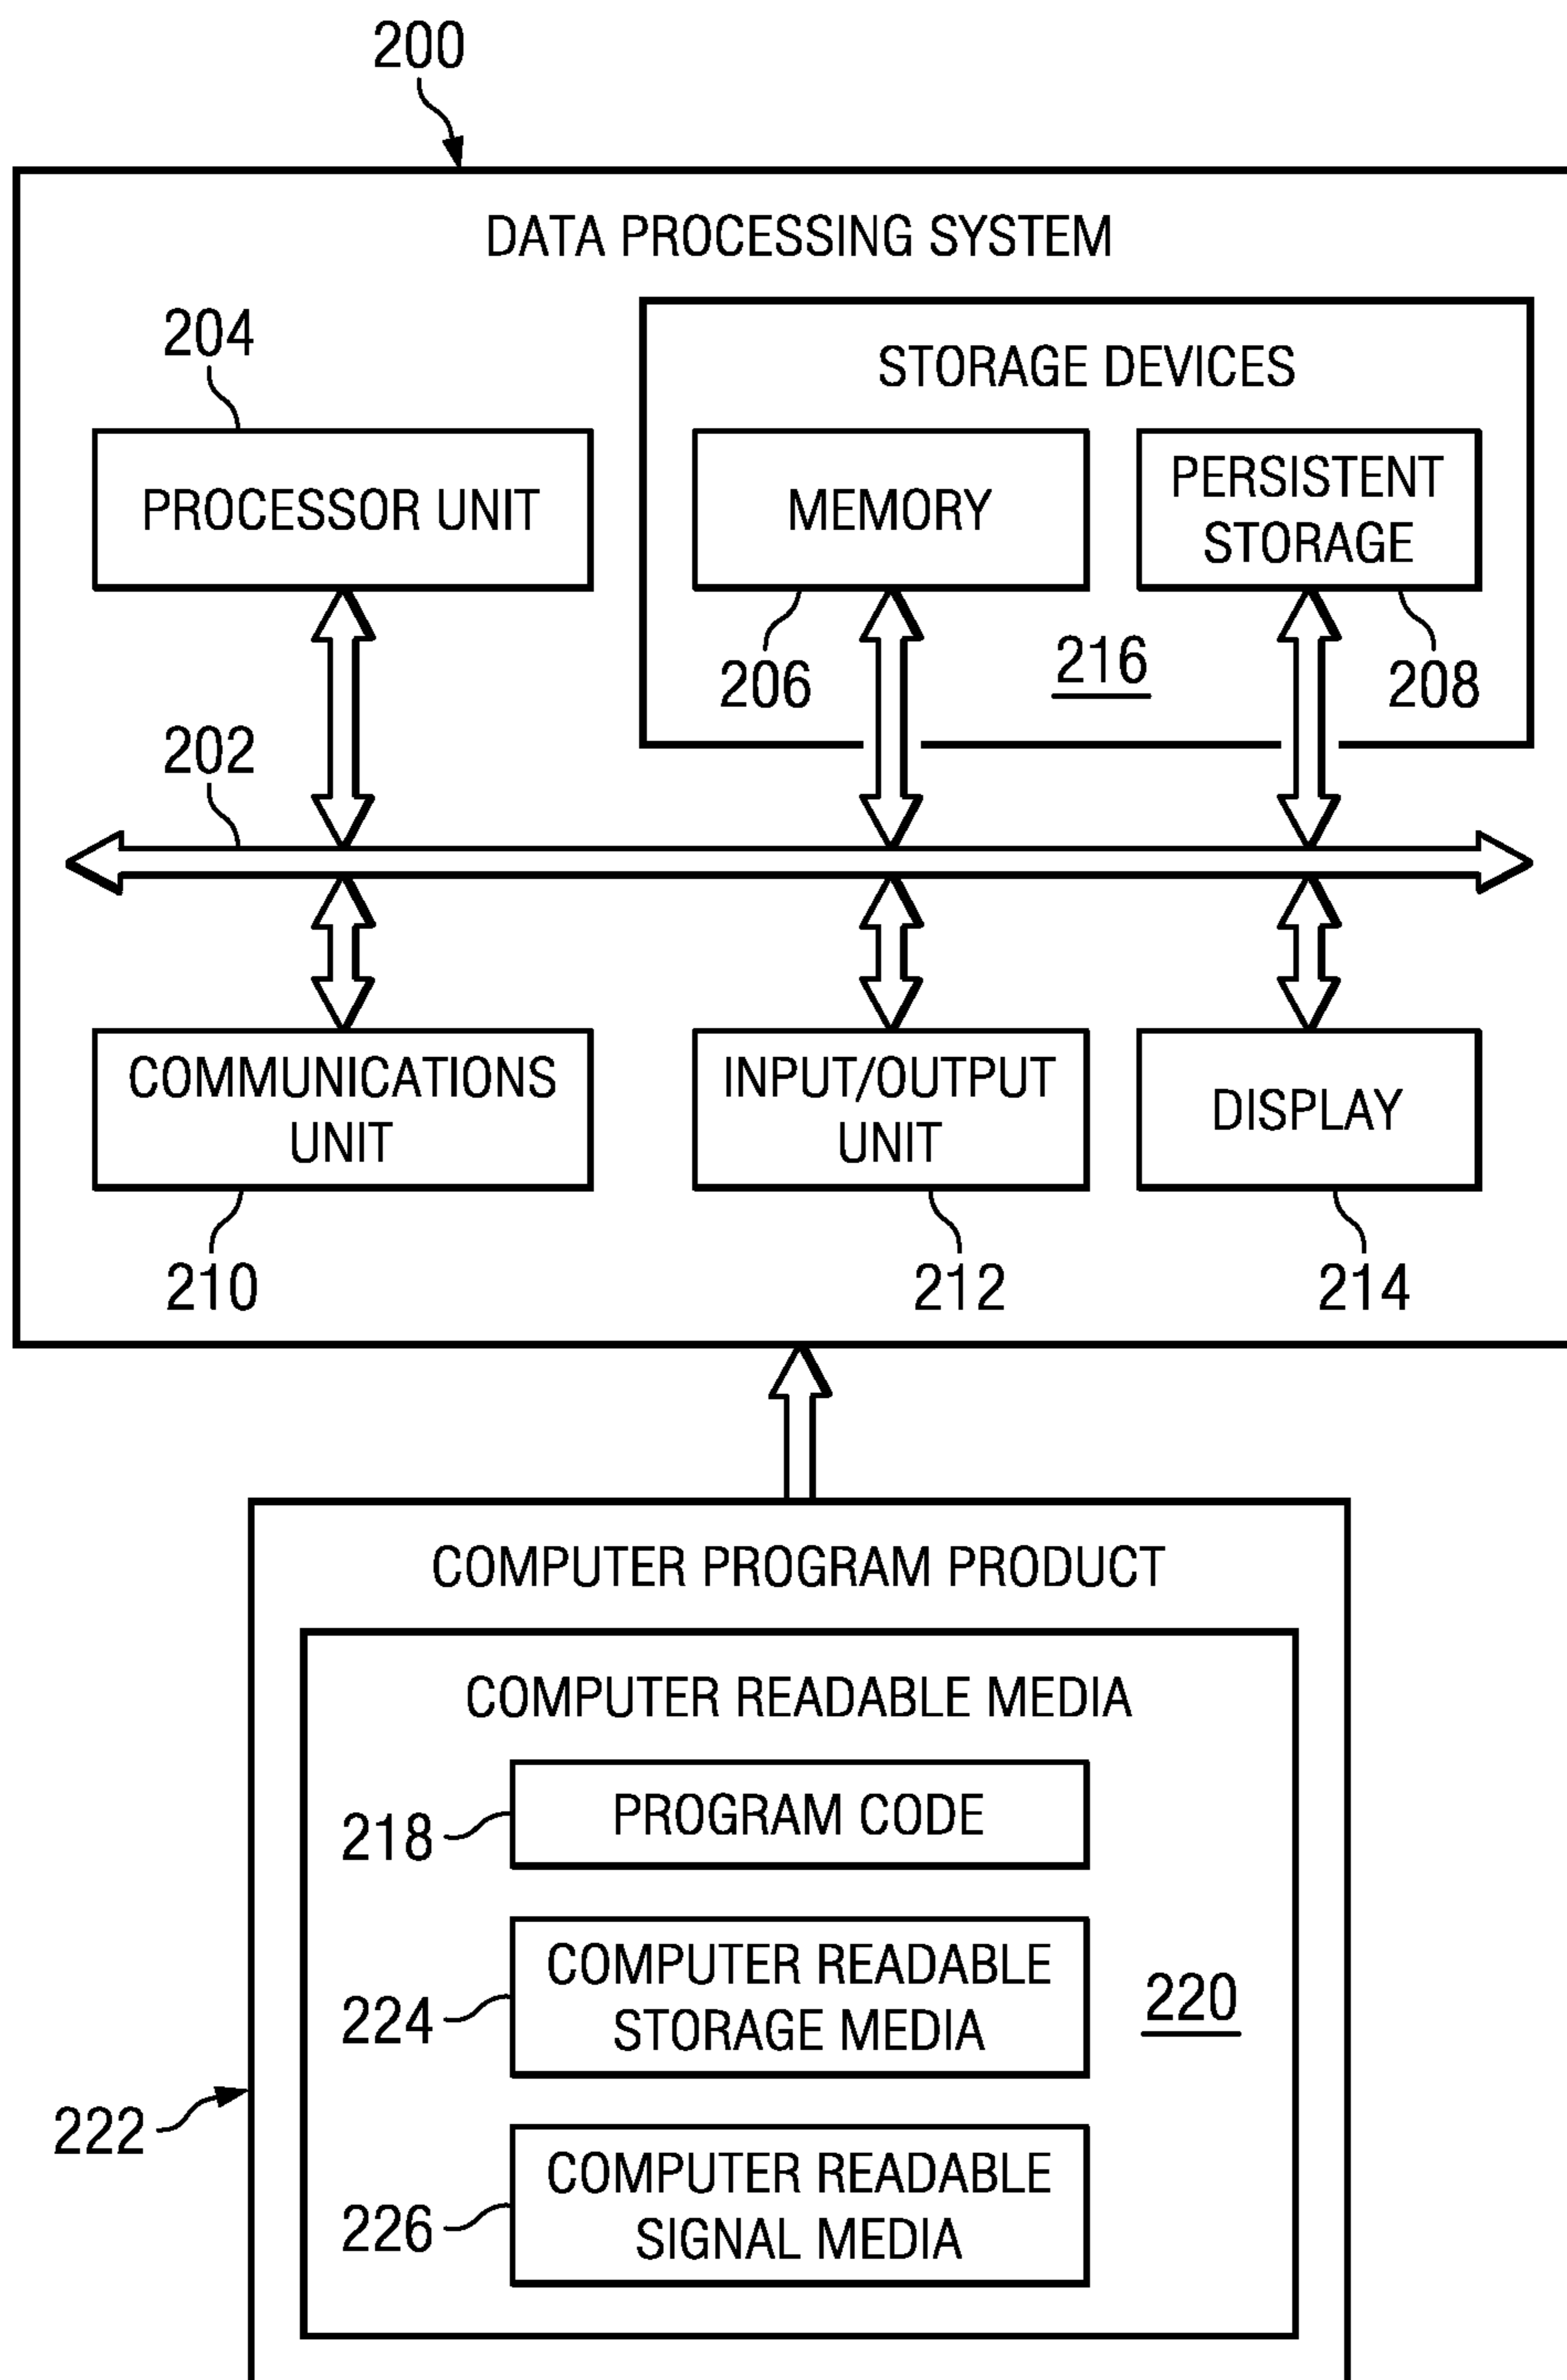 200
DATA PROCESSING SYSTEM
204
STORAGE DEVICES
PROCESSOR UNIT
MEMORY
PERSISTENT
STORAGE
206
216
208
202
COMMUNICATIONS
UNIT
INPUT/OUTPUT
UNIT
DISPLAY
210
212
214
COMPUTER PROGRAM PRODUCT
COMPUTER READABLE MEDIA
218
PROGRAM CODE
224
COMPUTER READABLE
STORAGE MEDIA
220
222
226
COMPUTER READABLE
SIGNAL MEDIA